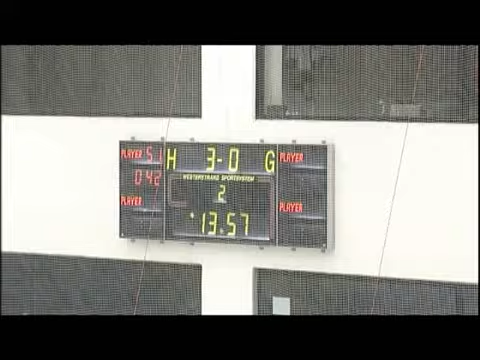 PLAYER 51 H 3-0 G PLAYER
WESTERSTRAND SPORTSYSTEM
0:42 2
PLAYER PLAYER
13:57